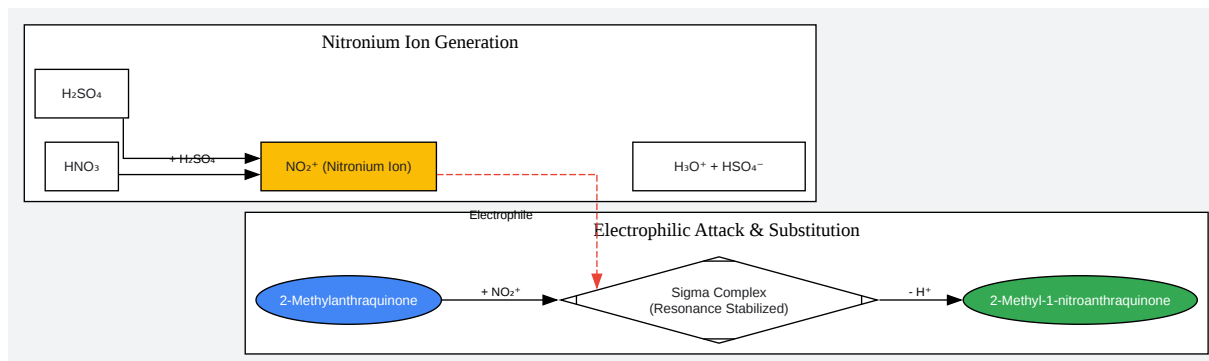 Nitronium Ion Generation
H₂SO₄
+ H₂SO₄
HNO₃
NO₂⁺ (Nitronium Ion)
H₃O⁺ + HSO₄⁻
Electrophile
Electrophilic Attack & Substitution
2-Methylanthraquinone
+ NO₂⁺
Sigma Complex
(Resonance Stabilized)
- H⁺
2-Methyl-1-nitroanthraquinone